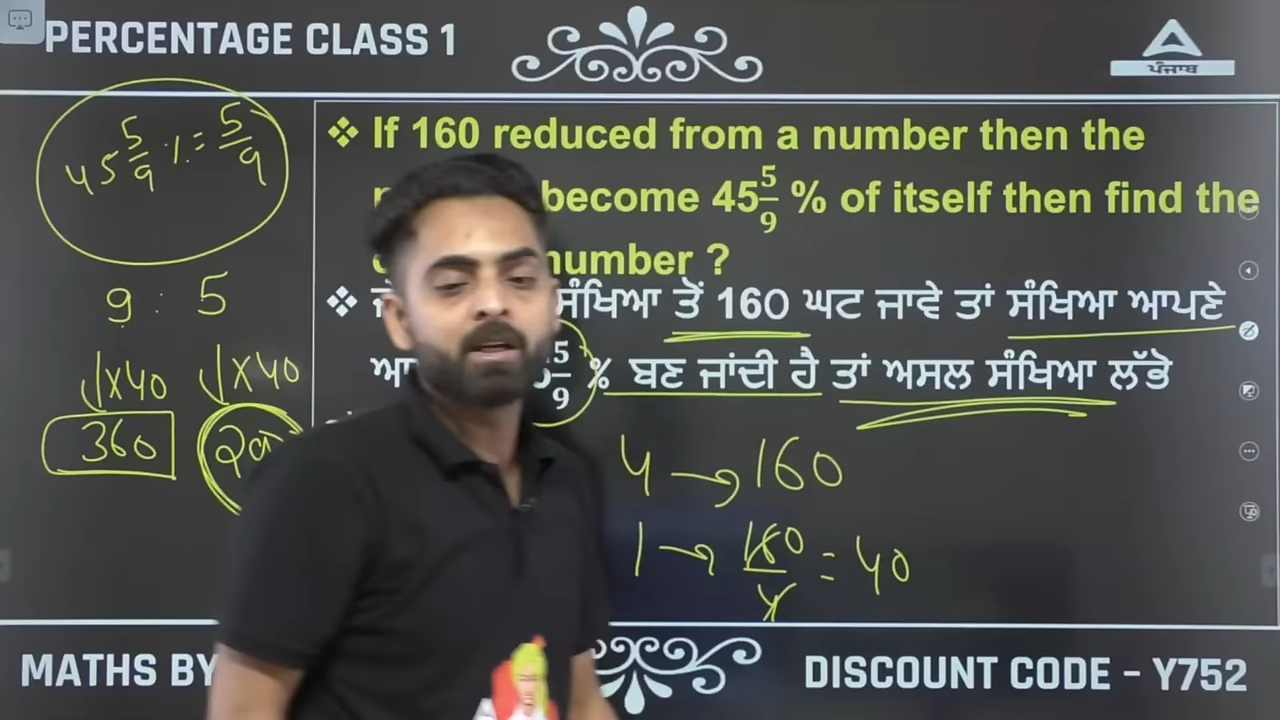 PERCENTAGE CLASS 1
ਪੰਜਾਬ
45 5/9 % = 5/9
9 : 5
×40 ×40
360
❖ If 160 reduced from a number then the
become 45 5/9 % of itself then find the
number ?
❖ ਸੰਖਿਆ ਤੋਂ 160 ਘਟ ਜਾਵੇ ਤਾਂ ਸੰਖਿਆ ਆਪਣੇ
5/9 % ਬਣ ਜਾਂਦੀ ਹੈ ਤਾਂ ਅਸਲ ਸੰਖਿਆ ਲੱਭੋ
4 → 160
1 → 160/4 = 40
MATHS BY
DISCOUNT CODE - Y752